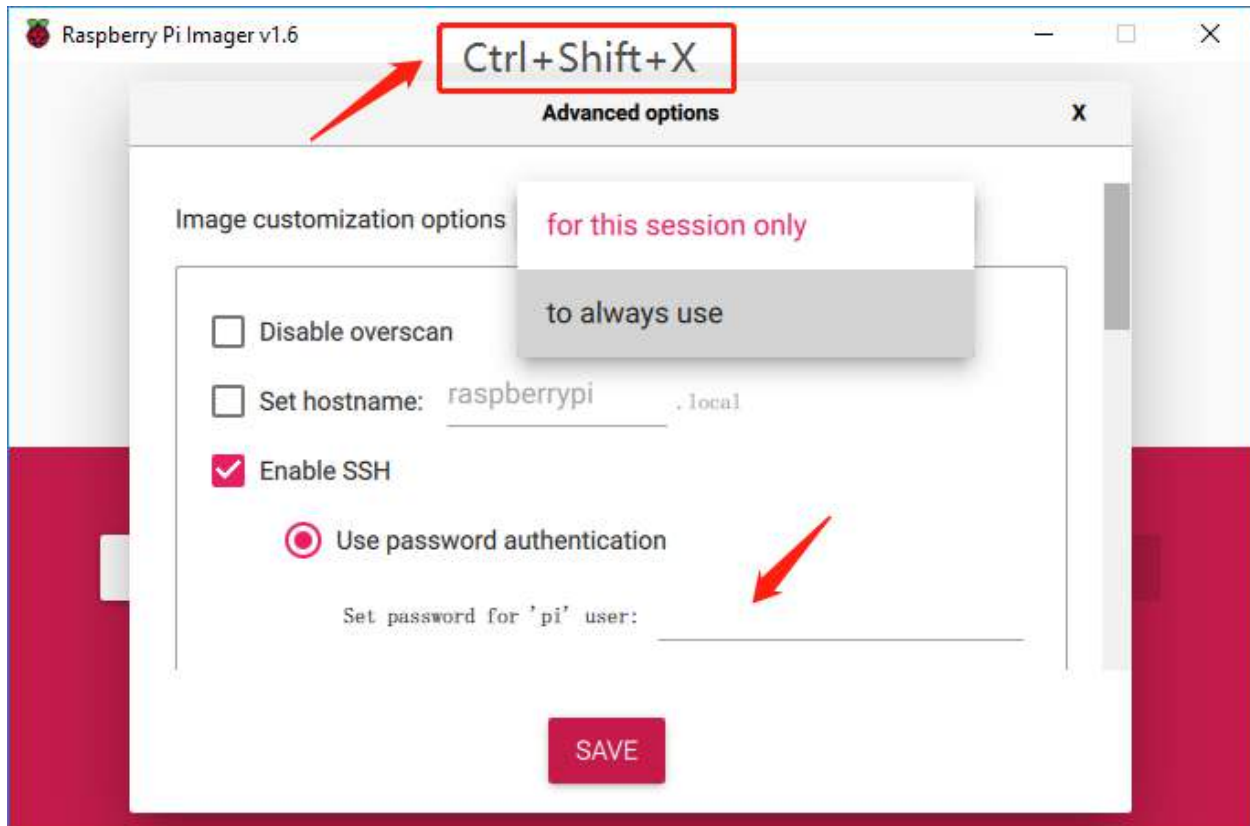 Raspberry Pi Imager v1.6
Ctrl+Shift+X
Advanced options X
Image customization options for this session only
to always use
Disable overscan
Set hostname: raspberrypi .local
Enable SSH
Use password authentication
Set password for 'pi' user:
SAVE